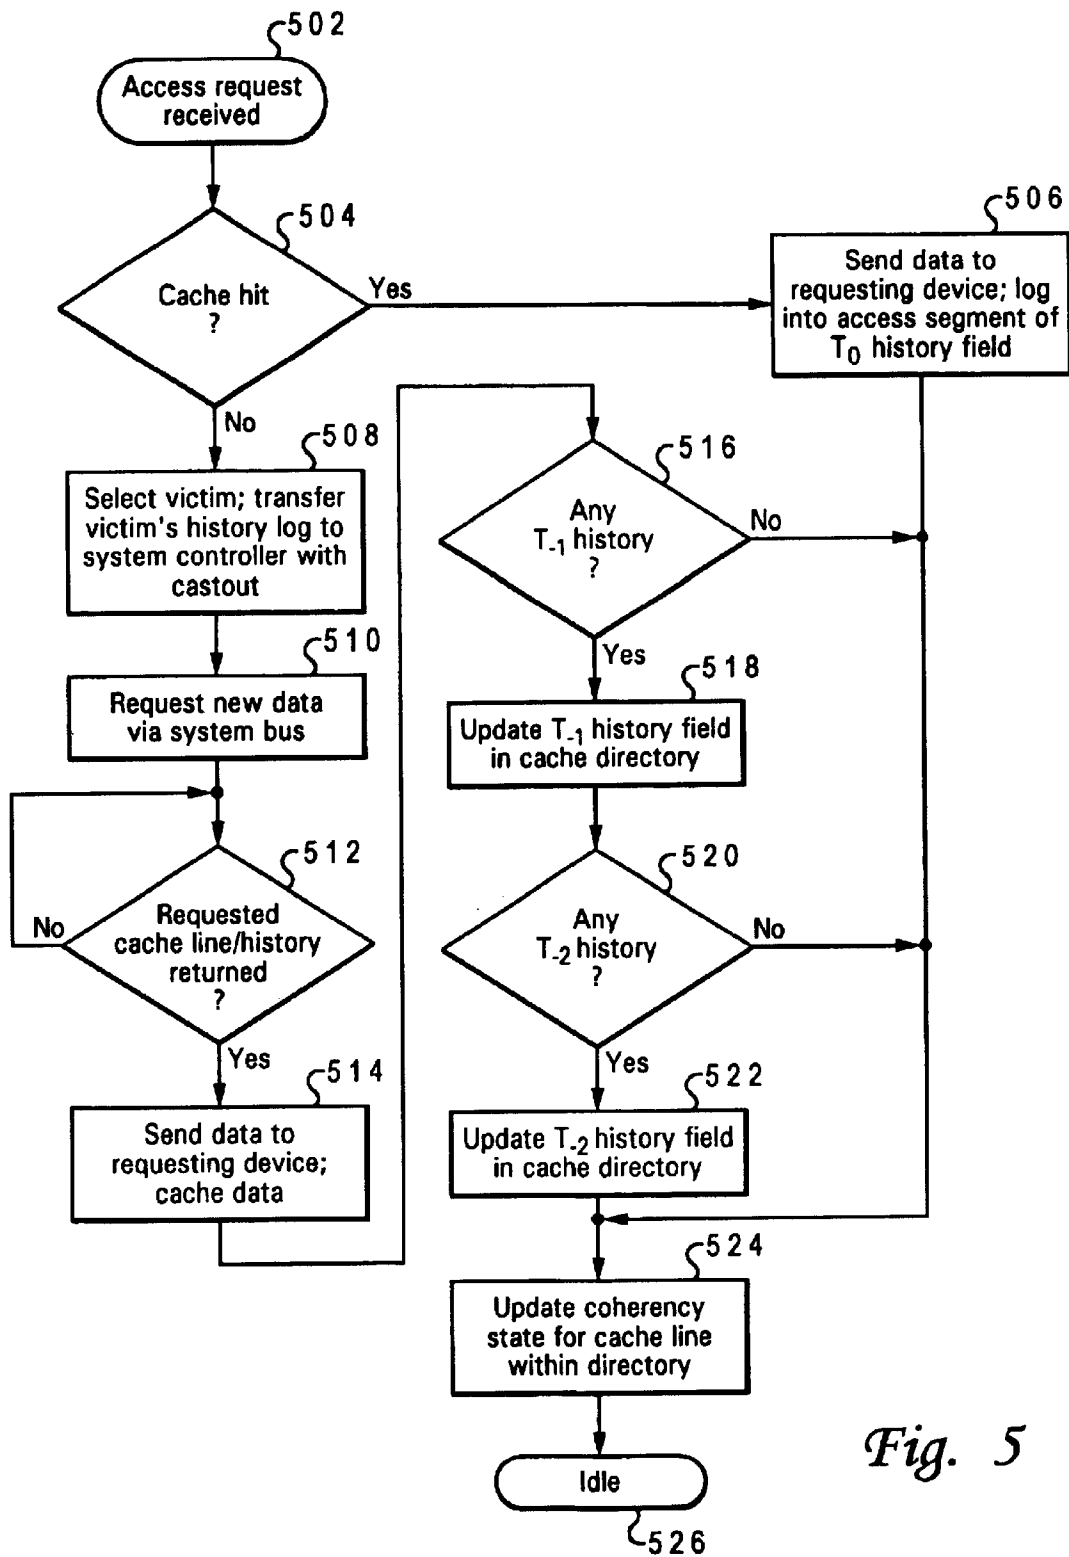 502
Access request
received
504
Cache hit
?
Yes
No
506
Send data to
requesting device; log
into access segment of
T0 history field
508
Select victim; transfer
victim's history log to
system controller with
castout
510
Request new data
via system bus
512
Requested
cache line/history
returned
?
No
Yes
514
Send data to
requesting device;
cache data
516
Any
T-1 history
?
No
Yes
518
Update T-1 history field
in cache directory
520
Any
T-2 history
?
No
Yes
522
Update T-2 history field
in cache directory
524
Update coherency
state for cache line
within directory
Idle
526
Fig. 5